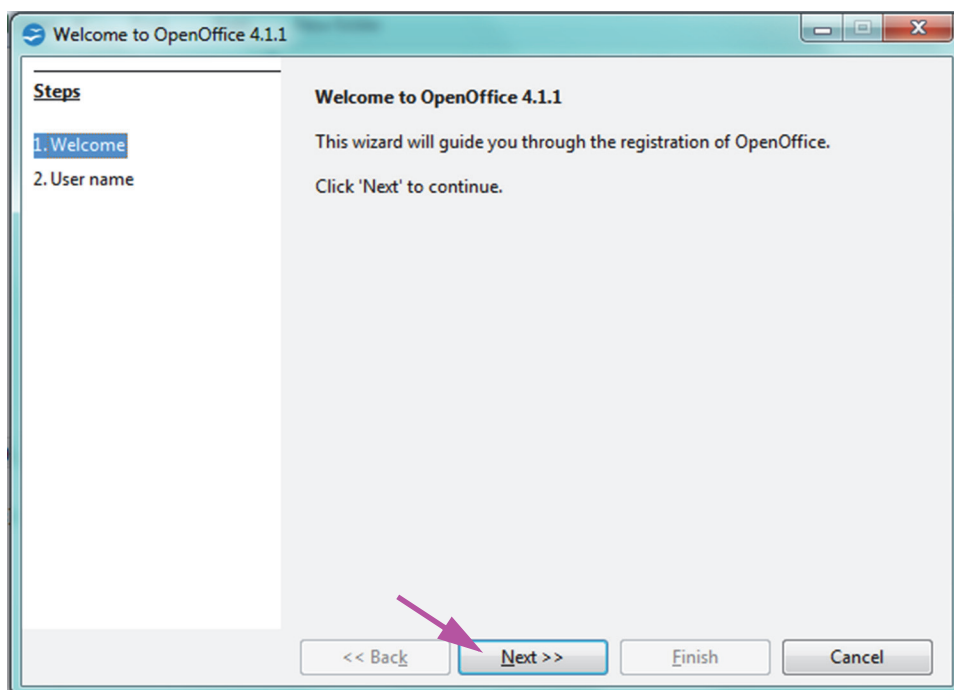 Welcome to OpenOffice 4.1.1
Steps
1. Welcome
2. User name
Welcome to OpenOffice 4.1.1
This wizard will guide you through the registration of OpenOffice.
Click 'Next' to continue.
<< Back Next >> Finish Cancel